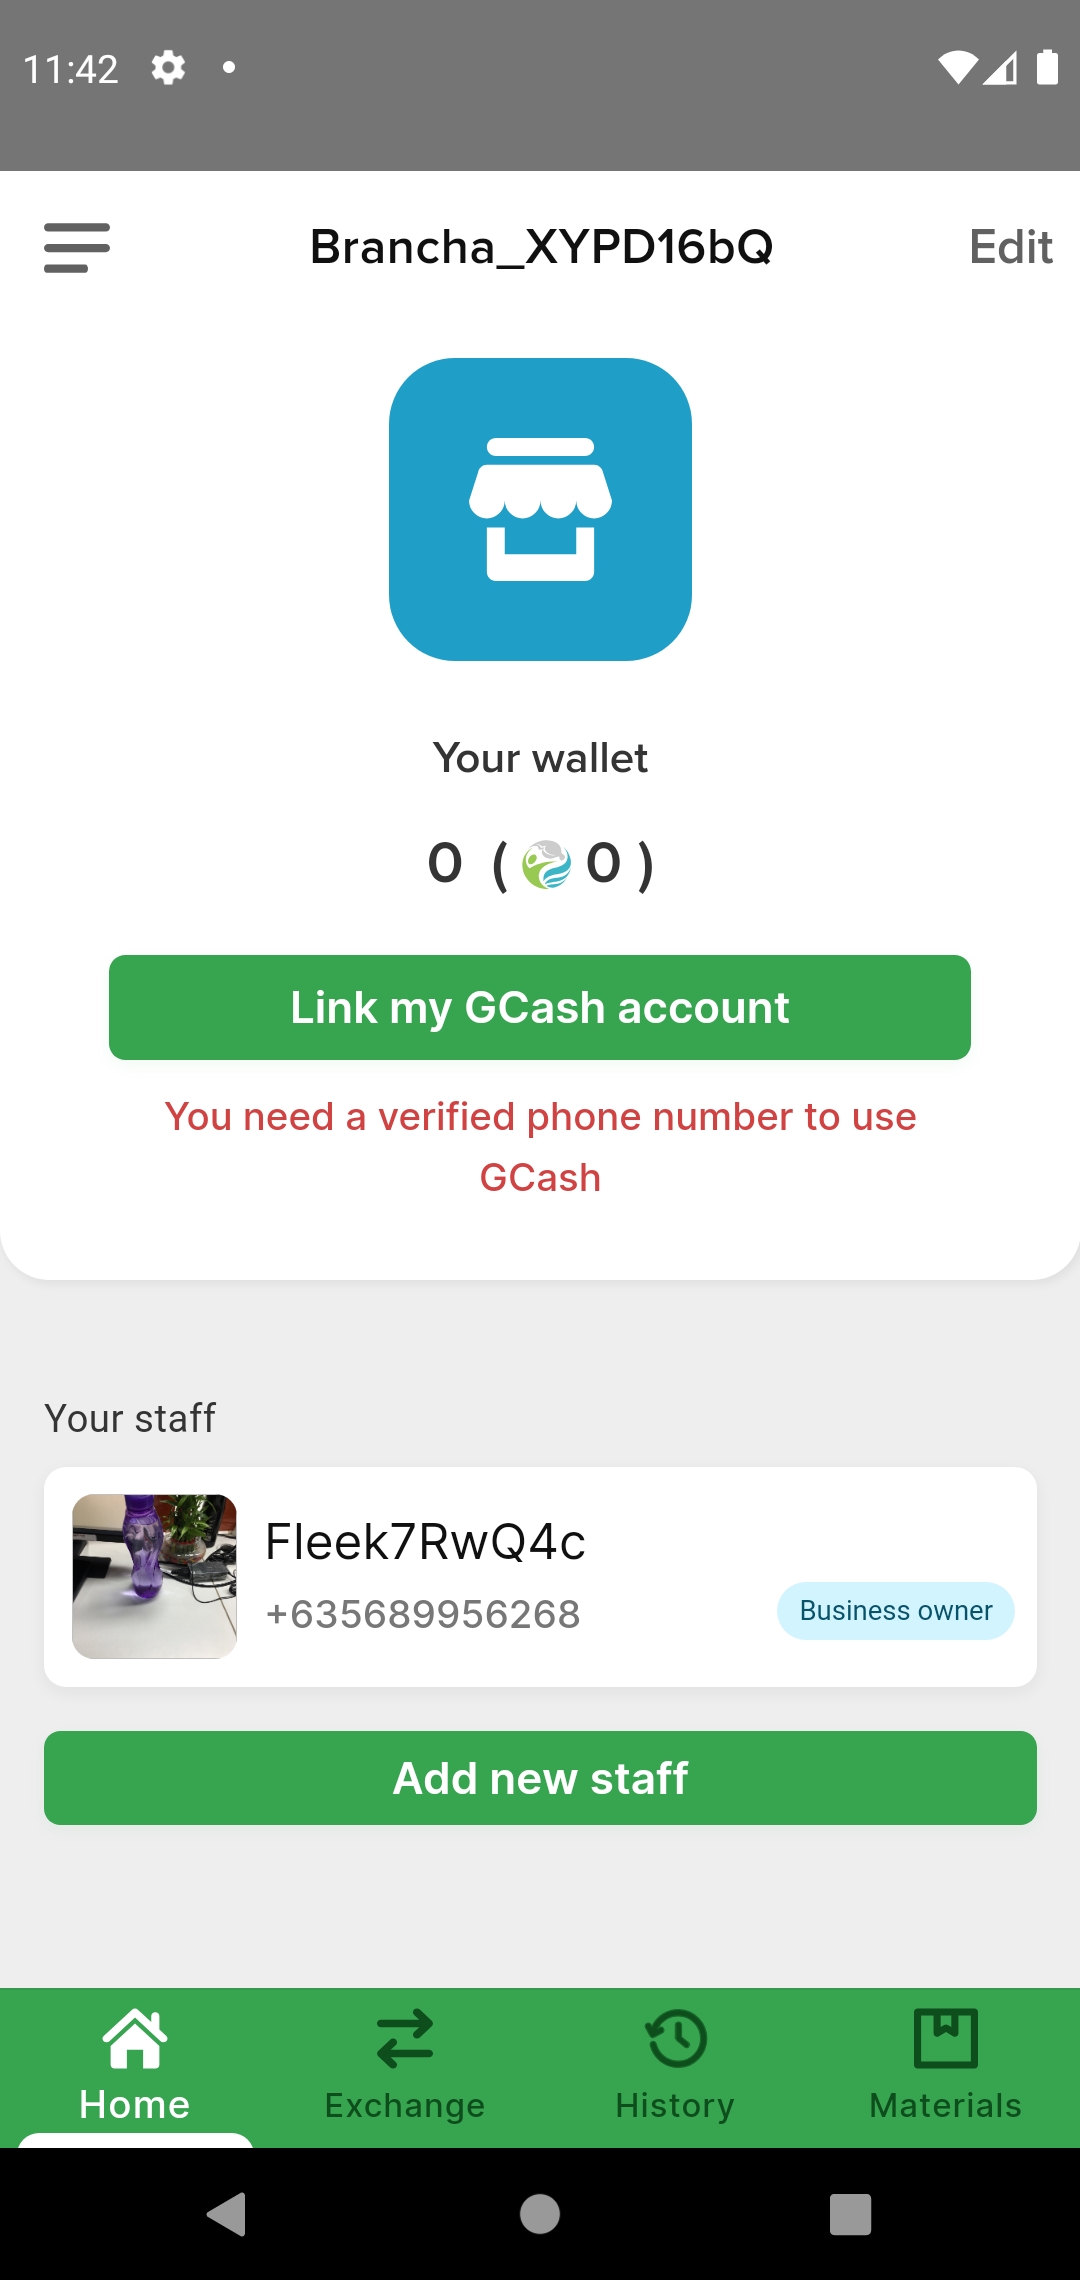 11:42
Brancha_XYPD16bQ
Edit
Your wallet
0 ( 0 )
Link my GCash account
You need a verified phone number to use
GCash
Your staff
Fleek7RwQ4c
+635689956268
Business owner
Add new staff
Home
Exchange
History
Materials